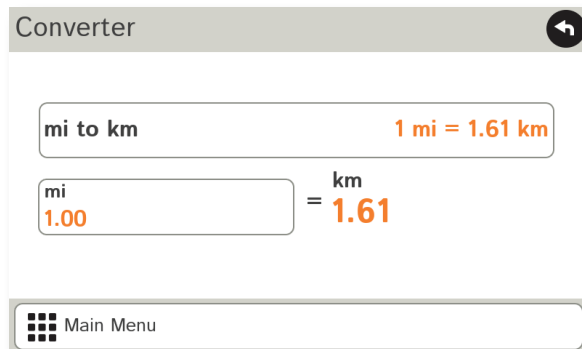 Converter
mi to km 1 mi = 1.61 km
mi
1.00
= km
1.61
Main Menu